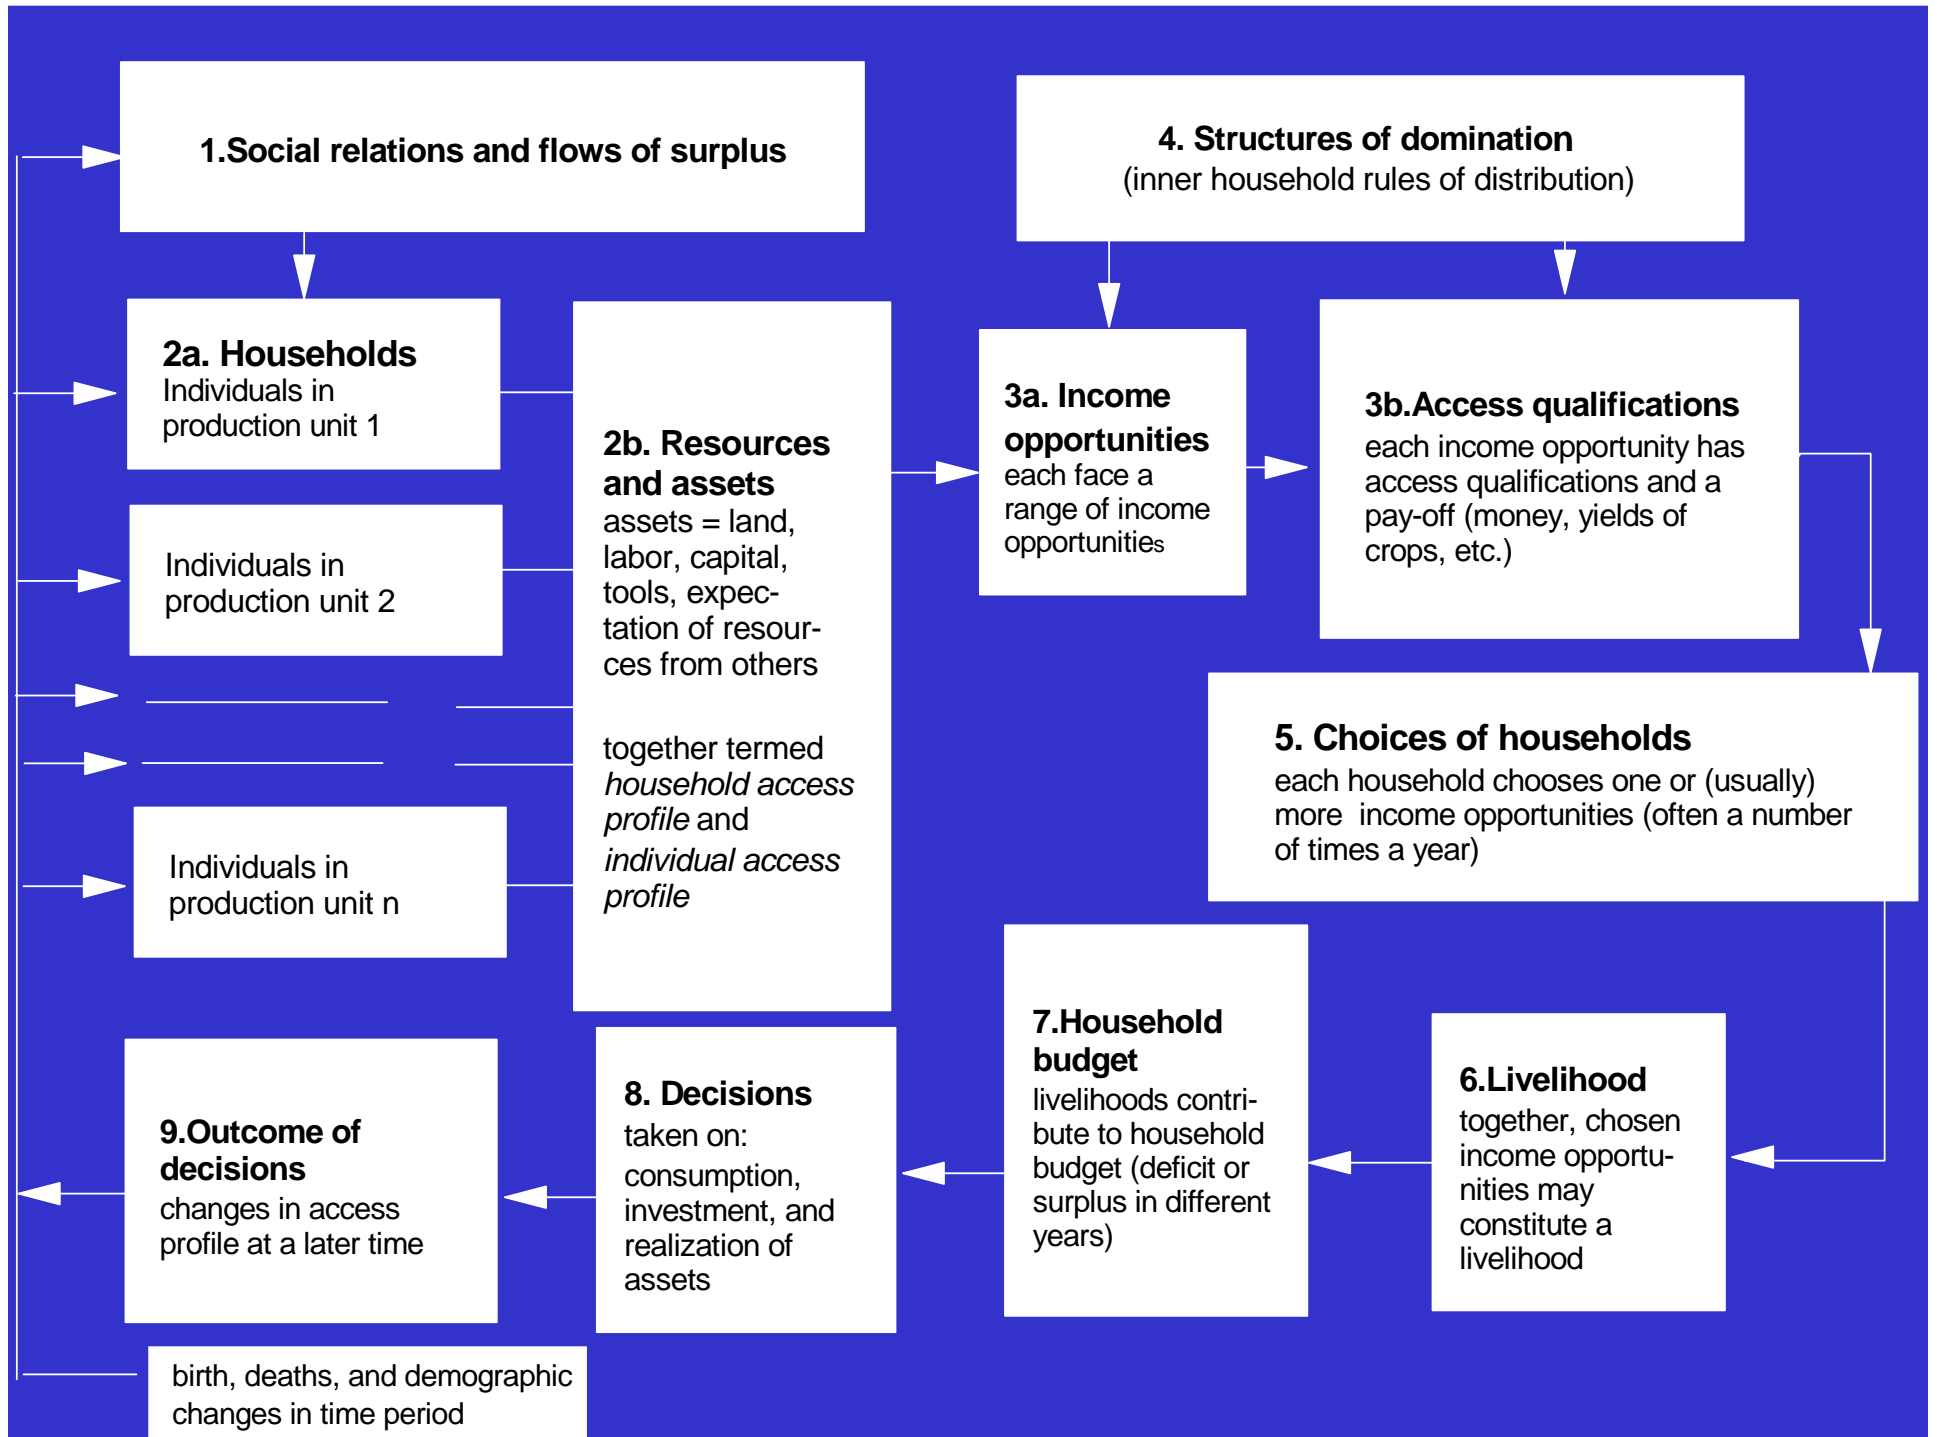 1.Social relations and flows of surplus
4. Structures of domination
(inner household rules of distribution)
2a. Households
Individuals in
production unit 1
Individuals in
production unit 2
Individuals in
production unit n
2b. Resources
and assets
assets = land,
labor, capital,
tools, expec-
tation of resour-
ces from others
together termed
household access
profile and
individual access
profile
3a. Income
opportunities
each face a
range of income
opportunities
3b.Access qualifications
each income opportunity has
access qualifications and a
pay-off (money, yields of
crops, etc.)
5. Choices of households
each household chooses one or (usually)
more income opportunities (often a number
of times a year)
6.Livelihood
together, chosen
income opportu-
nities may
constitute a
livelihood
7.Household
budget
livelihoods contri-
bute to household
budget (deficit or
surplus in different
years)
8. Decisions
taken on:
consumption,
investment, and
realization of
assets
9.Outcome of
decisions
changes in access
profile at a later time
birth, deaths, and demographic
changes in time period